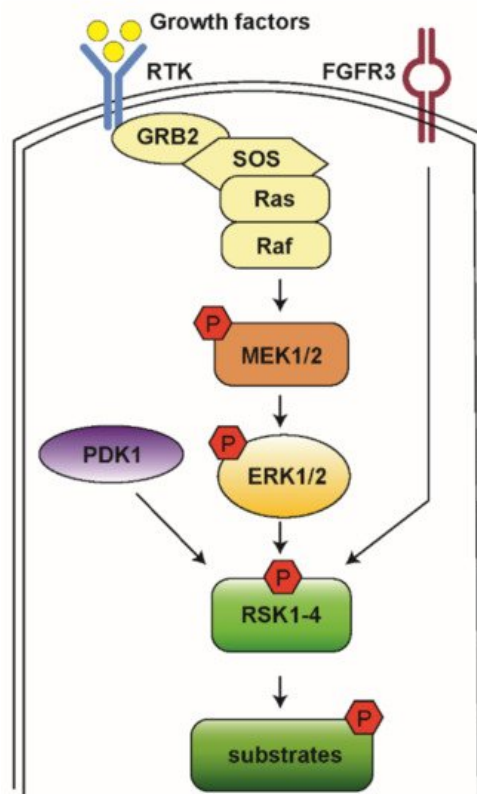 Growth factors
RTK
FGFR3
GRB2
SOS
Ras
Raf
P
MEK1/2
P
PDK1
ERK1/2
P
RSK1-4
P
substrates